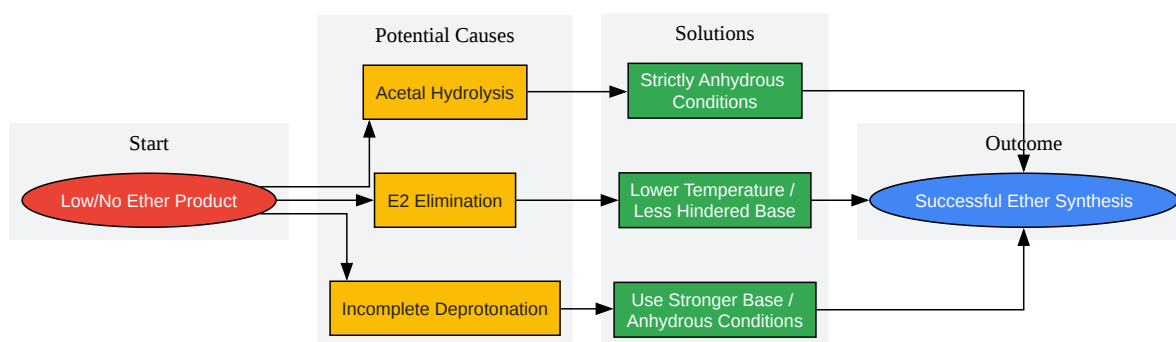 Potential Causes
Solutions
Acetal Hydrolysis
Strictly Anhydrous
Conditions
Start
Outcome
Low/No Ether Product
E2 Elimination
Lower Temperature /
Less Hindered Base
Successful Ether Synthesis
Incomplete Deprotonation
Use Stronger Base /
Anhydrous Conditions